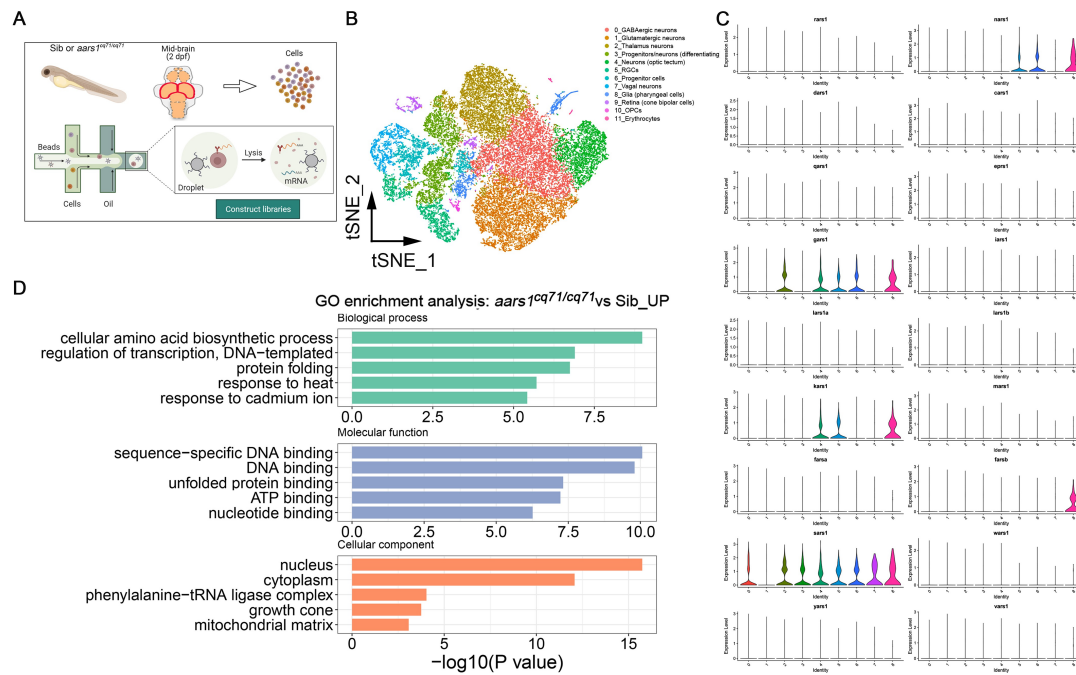 A
Sib or aars1cq71/cq71
Mid-brain
(2 dpf)
Cells
Beads
Lysis
Droplet
mRNA
Cells
Oil
Construct libraries
B
tSNE_2
tSNE_1
0_GABAergic neurons
1_Glutamatergic neurons
2_Thalamus neurons
3_Progenitors/neurons (differentiating
4_Neurons (optic tectum)
5_RGCs
6_Progenitor cells
7_Vagal neurons
8_Glia (pharyngeal cells)
9_Retina (cone bipolar cells)
10_OPCs
11_Erythrocytes
C
rars1
nars1
dars1
cars1
qars1
eprs1
gars1
iars1
lars1a
lars1b
kars1
mars1
farsa
farsb
sars1
wars1
yars1
vars1
Expression Level
Identity
D
GO enrichment analysis: aars1cq71/cq71vs Sib_UP
Biological process
cellular amino acid biosynthetic process
regulation of transcription, DNA−templated
protein folding
response to heat
response to cadmium ion
0.0 2.5 5.0 7.5
Molecular function
sequence−specific DNA binding
DNA binding
unfolded protein binding
ATP binding
nucleotide binding
0.0 2.5 5.0 7.5 10.0
Cellular component
nucleus
cytoplasm
phenylalanine−tRNA ligase complex
growth cone
mitochondrial matrix
0 5 10 15
−log10(P value)